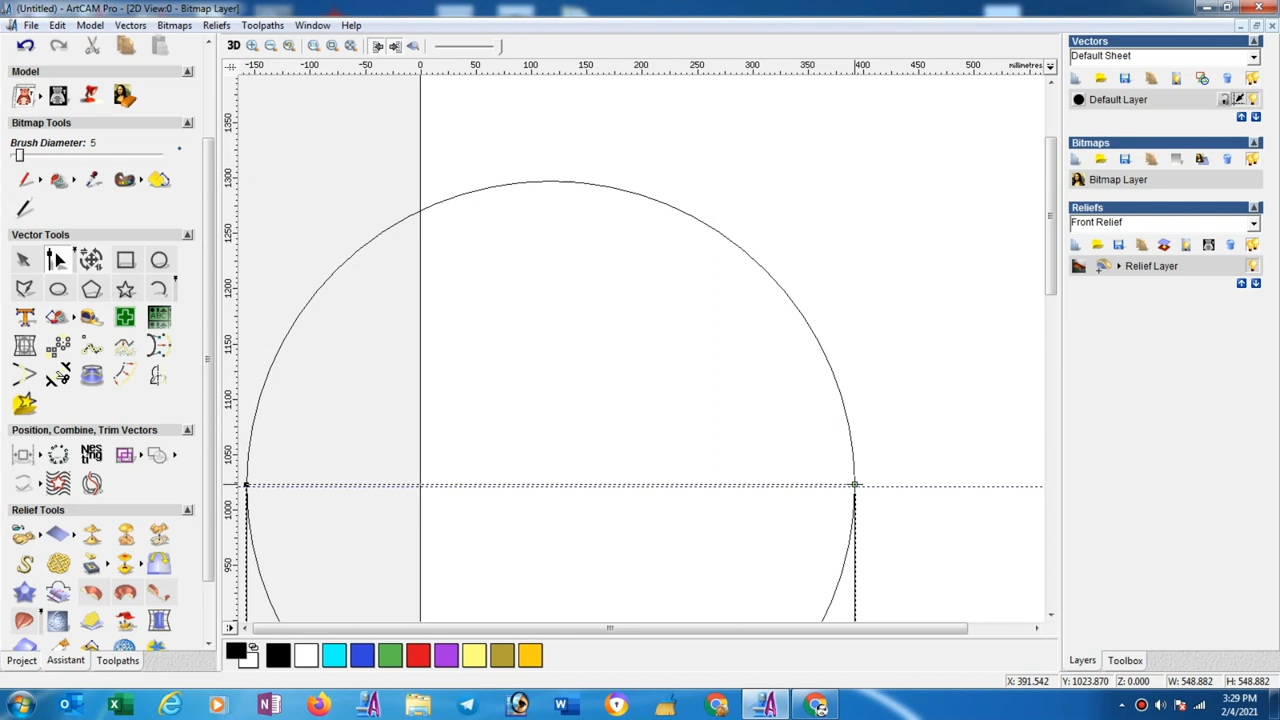 (Untitled) - ArtCAM Pro - [2D View:0 - Bitmap Layer]
File Edit Model Vectors Bitmaps Reliefs Toolpaths Window Help
3D
-150 -100 -50 0 50 100 150 200 250 300 350 400 450 500 millimetres
1350
1300
1250
1200
1150
1100
1050
1000
950
Model
Bitmap Tools
Brush Diameter: 5
Vector Tools
Position, Combine, Trim Vectors
Nes
ting
Relief Tools
Project Assistant Toolpaths
Vectors
Default Sheet
Default Layer
Bitmaps
Bitmap Layer
Reliefs
Front Relief
Relief Layer
Layers Toolbox
X: 391.542 Y: 1023.870 Z: 0.000 W: 548.882 H: 548.882
3:29 PM
2/4/2021